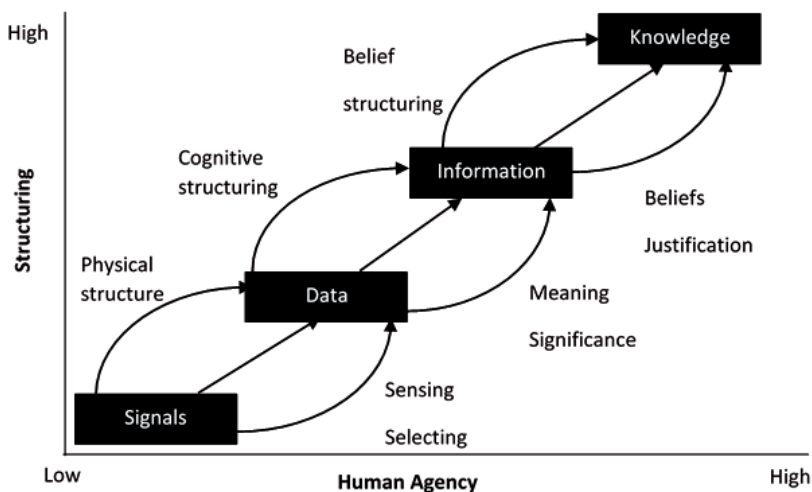 High
Knowledge
Belief
structuring
Cognitive
structuring
Information
Structuring
Beliefs
Justification
Physical
structure
Data
Meaning
Significance
Signals
Sensing
Selecting
Low
Human Agency
High